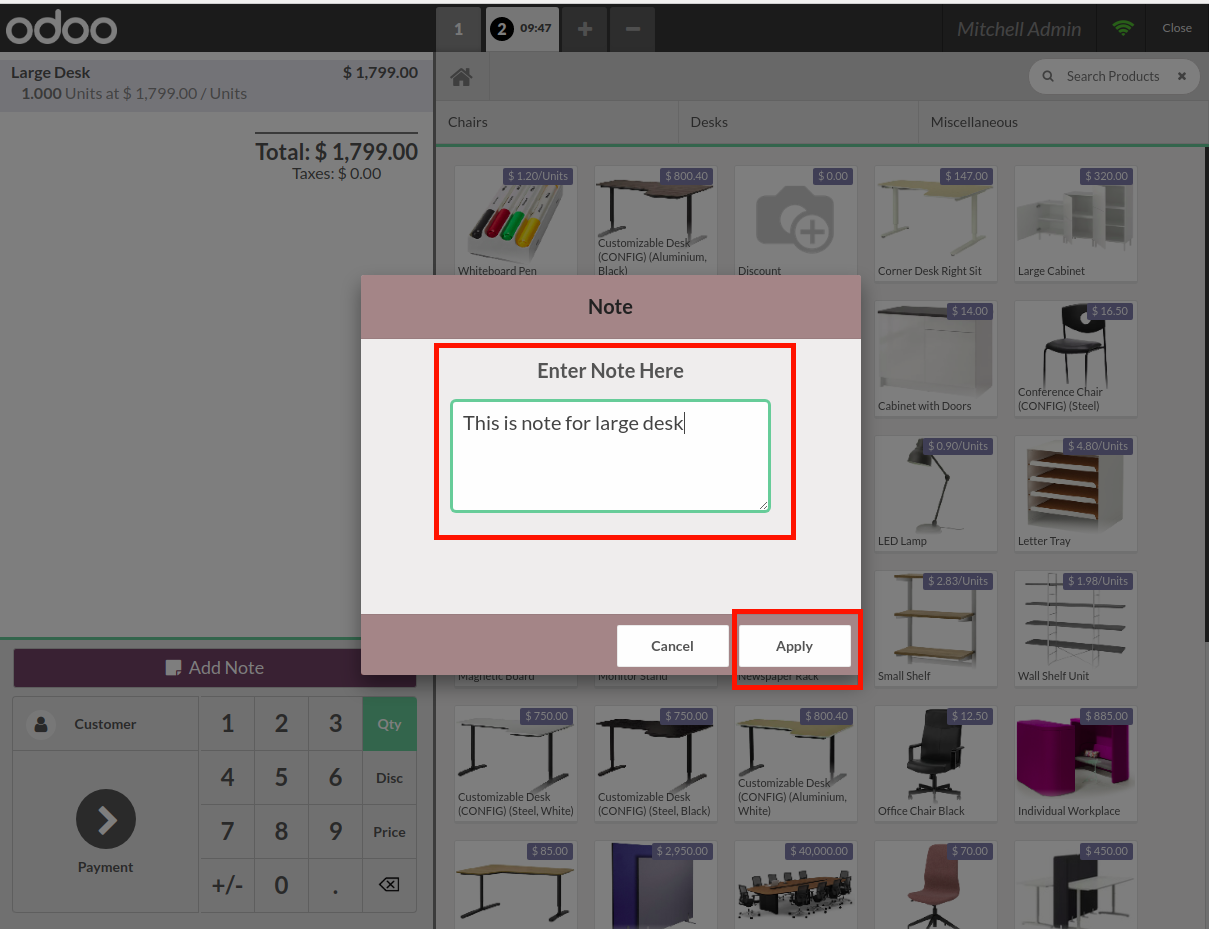 odoo
1
2 09:47
+
−
Mitchell Admin
Close
Large Desk $ 1,799.00
1.000 Units at $ 1,799.00 / Units
Total: $ 1,799.00
Taxes: $ 0.00
Search Products
Chairs
Desks
Miscellaneous
$ 1.20/Units
Whiteboard Pen
$ 800.40
Customizable Desk
(CONFIG) (Aluminium,
Black)
$ 0.00
Discount
$ 147.00
Corner Desk Right Sit
$ 320.00
Large Cabinet
$ 14.00
Cabinet with Doors
$ 16.50
Conference Chair
(CONFIG) (Steel)
Note
Enter Note Here
This is note for large desk
Cancel
Apply
$ 0.90/Units
LED Lamp
$ 4.80/Units
Letter Tray
Magnetic Board
Monitor Stand
Newspaper Rack
$ 2.83/Units
Small Shelf
$ 1.98/Units
Wall Shelf Unit
$ 750.00
Customizable Desk
(CONFIG) (Steel, White)
$ 750.00
Customizable Desk
(CONFIG) (Steel, Black)
$ 800.40
Customizable Desk
(CONFIG) (Aluminium,
White)
$ 12.50
Office Chair Black
$ 885.00
Individual Workplace
$ 85.00
$ 2,950.00
$ 40,000.00
$ 70.00
$ 450.00
Add Note
Customer
1 2 3 Qty
4 5 6 Disc
7 8 9 Price
+/- 0 .
Payment